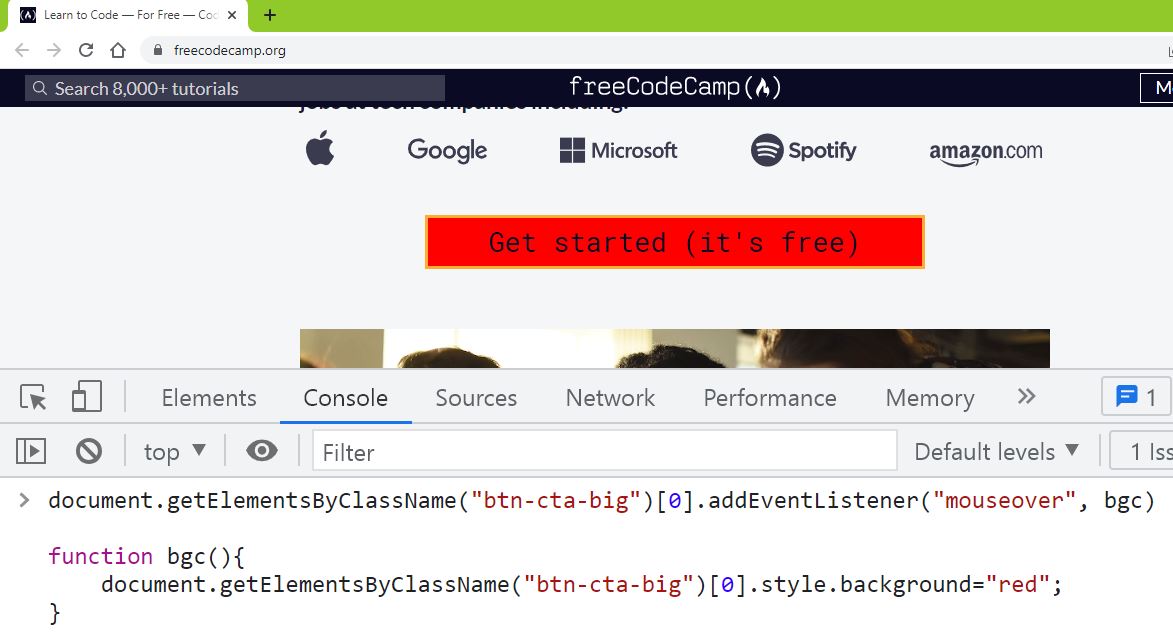 Learn to Code — For Free — Co
freecodecamp.org
Search 8,000+ tutorials
freeCodeCamp
jobs at tech companies including:
Google
Microsoft
Spotify
amazon.com
Get started (it's free)
Elements
Console
Sources
Network
Performance
Memory
1
top
Filter
Default levels
1 Iss
document.getElementsByClassName("btn-cta-big")[0].addEventListener("mouseover", bgc)
function bgc(){
document.getElementsByClassName("btn-cta-big")[0].style.background="red";
}